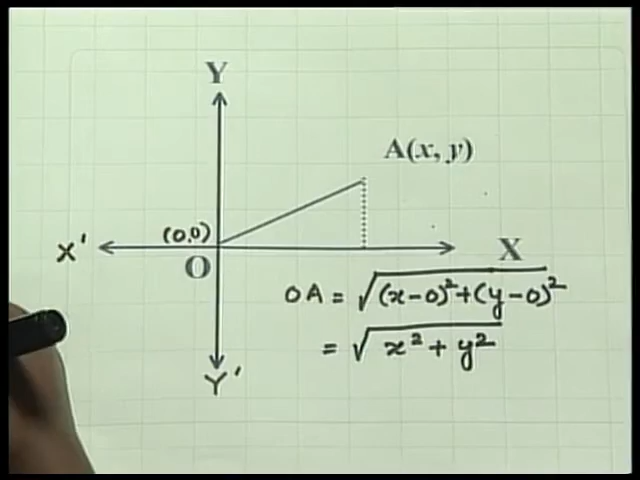 Y
A(x, y)
(0,0)
X'
O
X
OA = √(x-0)²+(y-0)²
= √x² + y²
Y'